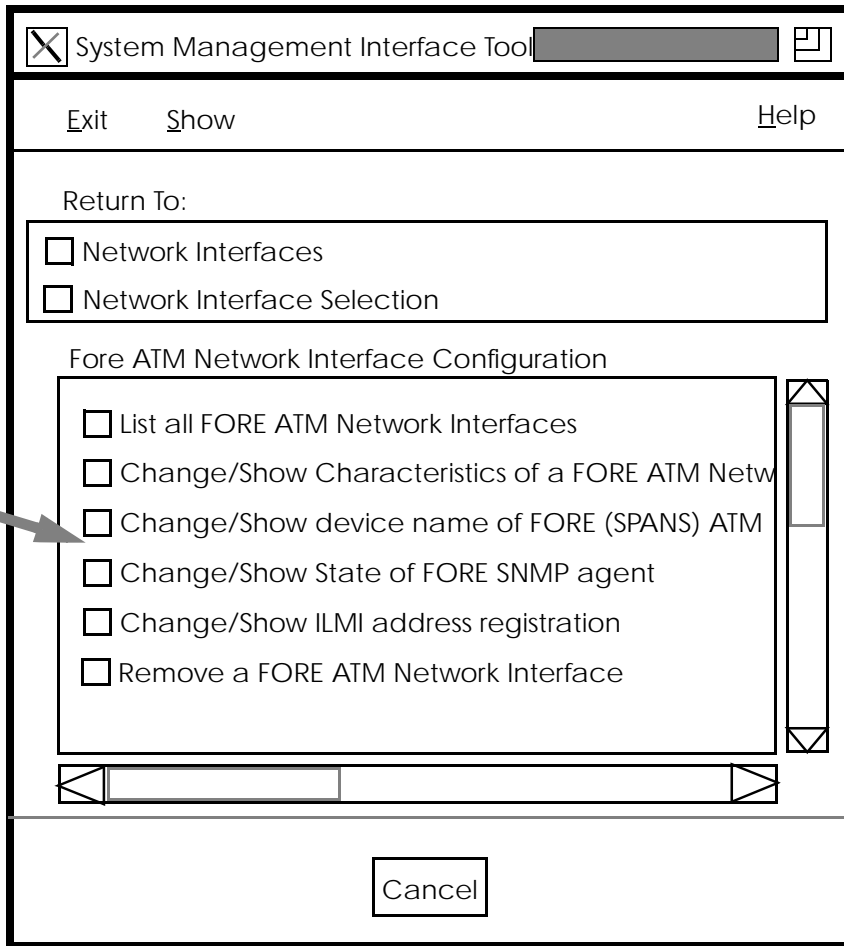 System Management Interface Tool
Exit Show Help
Return To:
Network Interfaces
Network Interface Selection
Fore ATM Network Interface Configuration
List all FORE ATM Network Interfaces
Change/Show Characteristics of a FORE ATM Netw
Change/Show device name of FORE (SPANS) ATM
Change/Show State of FORE SNMP agent
Change/Show ILMI address registration
Remove a FORE ATM Network Interface
Cancel